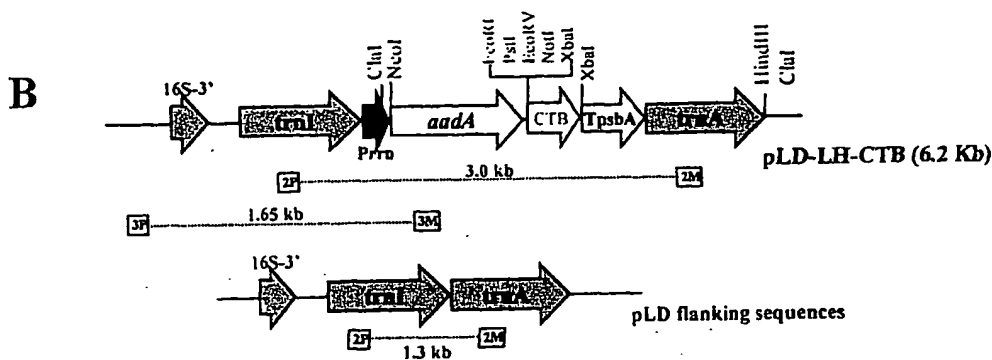 B
16S-3'
trnI
Prrn
ClaI
NcoI
aadA
EcoRI
PstI
EcoRV
NotI
XbaI
CTB
XbaI
TpsbA
trnA
HindIII
ClaI
pLD-LH-CTB (6.2 Kb)
2P
3.0 kb
2M
3P
1.65 kb
3M
16S-3'
trnI
trnA
pLD flanking sequences
2P
1.3 kb
2M